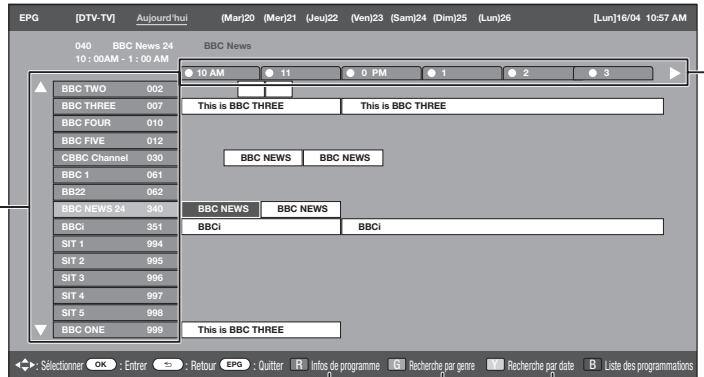 EPG [DTV-TV] Aujourd'hui (Mar)20 (Mer)21 (Jeu)22 (Ven)23 (Sam)24 (Dim)25 (Lun)26 [Lun]16/04 10:57 AM
040 BBC News 24 BBC News
10 : 00AM - 1 : 00 AM
10 AM 11 0 PM 1 2 3
BBC TWO 002
BBC THREE 007 This is BBC THREE This is BBC THREE
BBC FOUR 010
BBC FIVE 012
CBBC Channel 030 BBC NEWS BBC NEWS
BBC 1 061
BB22 062
BBC NEWS 24 340 BBC NEWS BBC NEWS
BBCi 351 BBCi BBCi
SIT 1 994
SIT 2 995
SIT 3 996
SIT 4 997
SIT 5 998
BBC ONE 999 This is BBC THREE
: Sélectionner OK : Entrer : Retour EPG : Quitter R Infos de programme G Recherche par genre Y Recherche par date B Liste des programmations